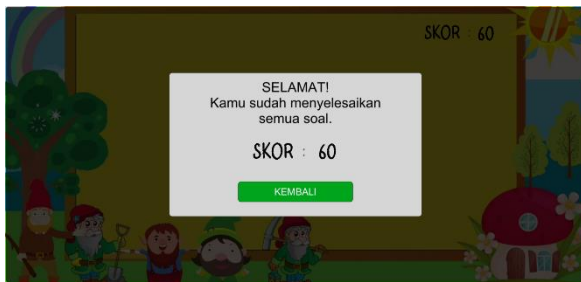 SKOR : 60
SELAMAT!
Kamu sudah menyelesaikan
semua soal.
SKOR : 60
KEMBALI